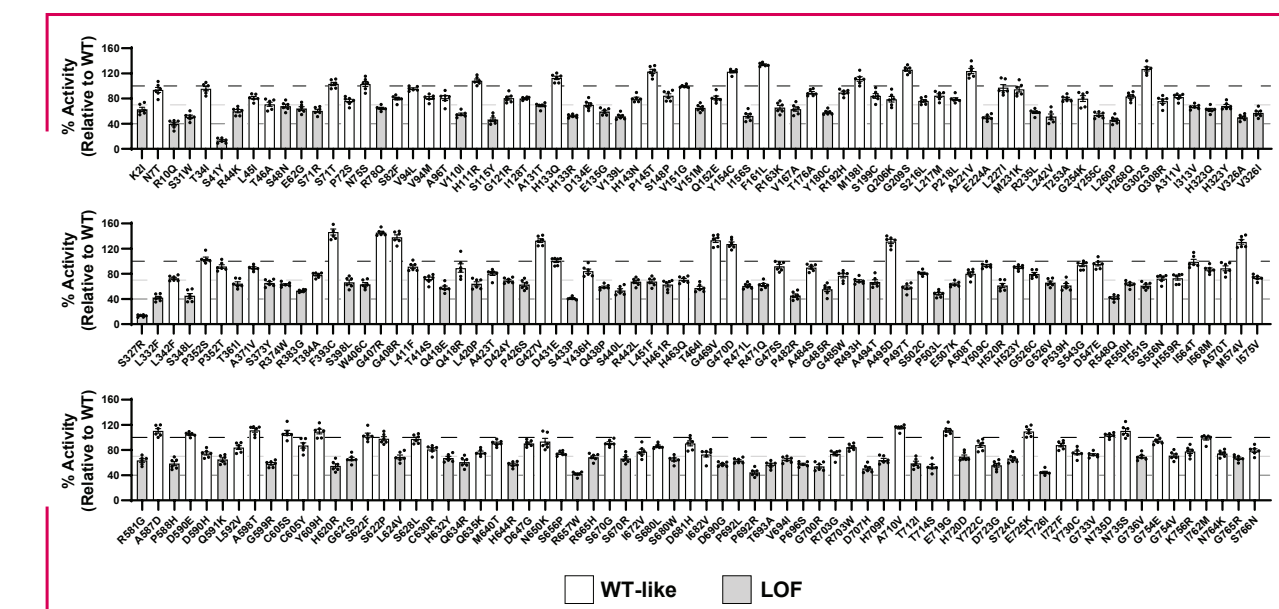 % Activity
(Relative to WT)
160
120
80
40
0
K2I N7T T34I R10Q S31W S41Y R44K L45I T46A S48N E62G S71R S71T P72S N75S R78Q S82F V94L V94M A96T V110I H111R S115Y G121R I128T A131T H133Q H133R D134E E135G V139L H143N P145T S148P V151G V151M Q152E Y154C I156S F161L R163K V167A T176A Y180C R192H M198I S199C Q206K G209S S216L L217M P218L A221V E224A L227I M231K R235L L242V T253A G254K Y255C L260P H268Q G302S Q308R A311V I313V H323Q H323Y V326A V326I
% Activity
(Relative to WT)
160
120
80
40
0
S327R L332F L342F S348L P352S P352T T361I A371V S373Y R374W R383G T384A F393C S398L W406C G407R G408R L411F T414S Q418E Q418R L420P A423T D424Y P426S G427V D431E S433P Y436H Q438P S440L R442L L451F H461R H463Q T464I G469V G470D R471L R471Q G475S P482R A484S G485R G485W R493H A494T A495D P497T S502C P503L E507K A508T Y509C H520R H523Y G526C G526V P539H S543G D547E R548Q R550H T551S S556N H559R I564T I568M A570T M574V I575V
% Activity
(Relative to WT)
160
120
80
40
0
R581G A587D P588H D590E D590H Q591K L592V A598T A599R C605S C605Y Y609H H620R G621S S622F S622P L624V S628L C630R H632Y Q634R Q635K M640T H644R D647G N650K S656P R657W R665H S670G S670R I672V S680L S680W D681H I692V D690G P692L P692R T693A V694I P696S G700R R703G R703W D707H H709P A710V T712I T714S E719G H720D Y722C D723G S724C E725K T726I I727F Y730C F733V N735D N735S G736V G754E G754V K756R I762M N764K G765R S766N
WT-like LOF